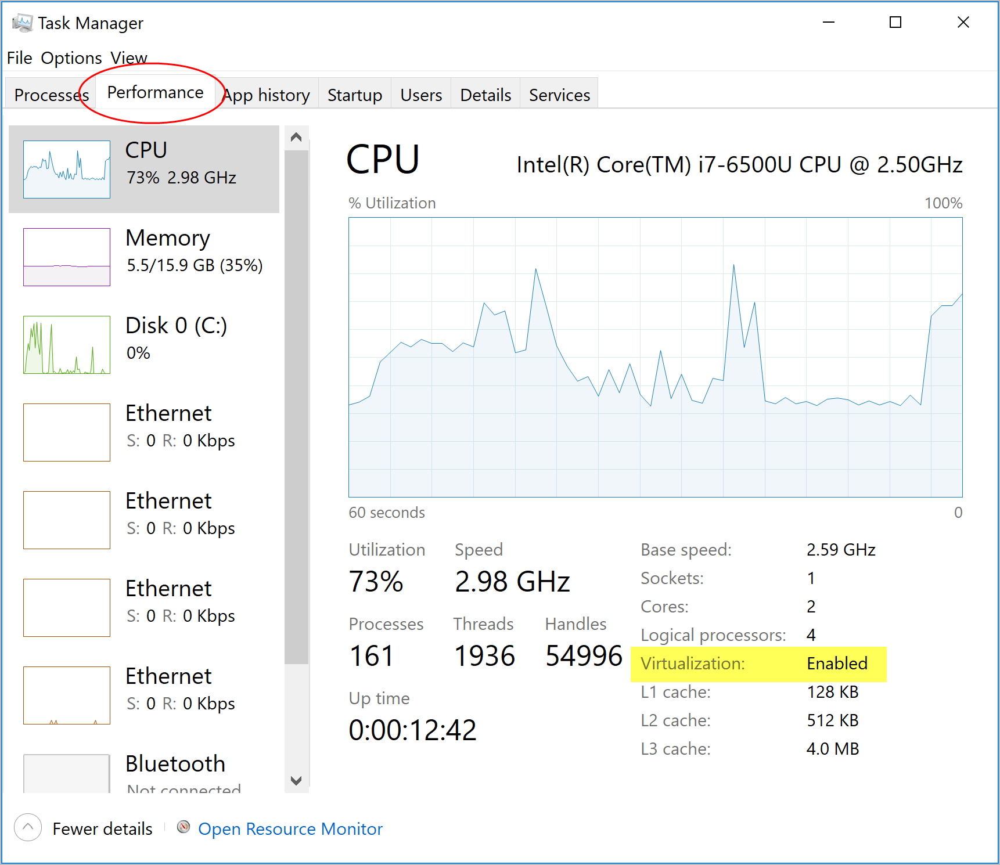 Task Manager
File Options View
Processes Performance App history Startup Users Details Services
CPU
73% 2.98 GHz
Memory
5.5/15.9 GB (35%)
Disk 0 (C:)
0%
Ethernet
S: 0 R: 0 Kbps
Ethernet
S: 0 R: 0 Kbps
Ethernet
S: 0 R: 0 Kbps
Ethernet
S: 0 R: 0 Kbps
Bluetooth
Not connected
CPU Intel(R) Core(TM) i7-6500U CPU @ 2.50GHz
% Utilization 100%
60 seconds 0
Utilization Speed
73% 2.98 GHz
Processes Threads Handles
161 1936 54996
Up time
0:00:12:42
Base speed: 2.59 GHz
Sockets: 1
Cores: 2
Logical processors: 4
Virtualization: Enabled
L1 cache: 128 KB
L2 cache: 512 KB
L3 cache: 4.0 MB
Fewer details Open Resource Monitor